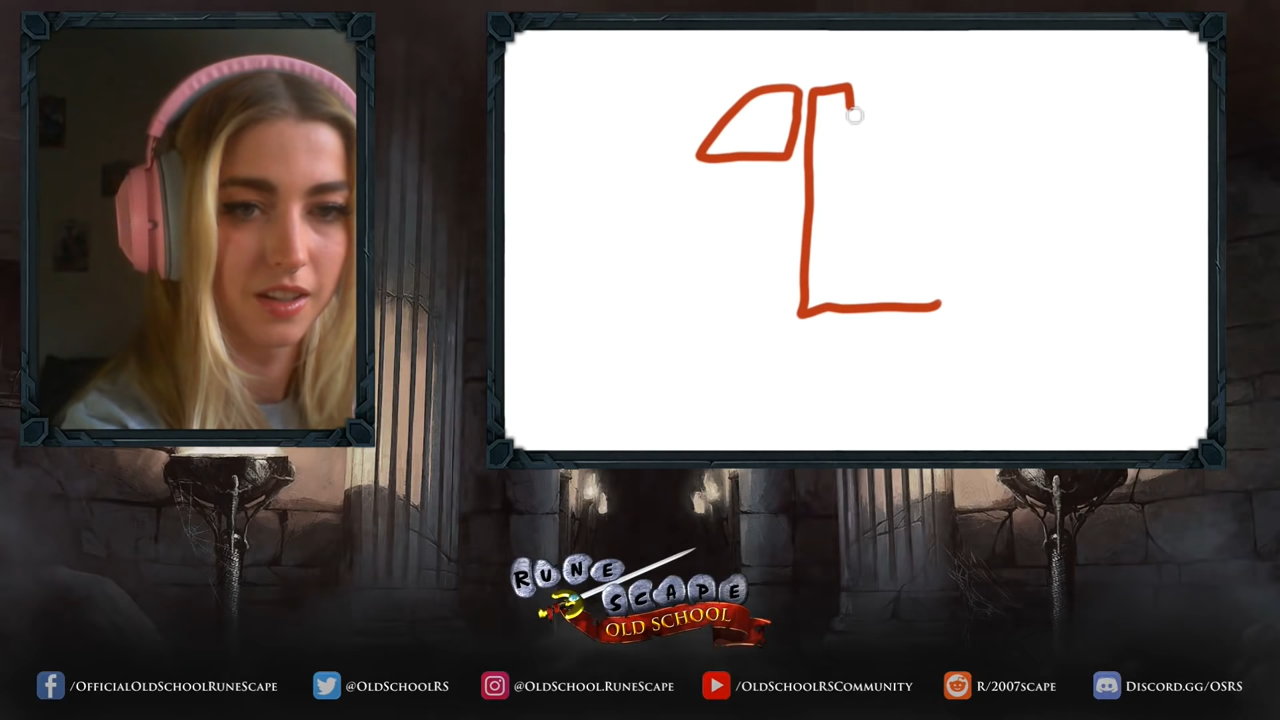 RUNE
SCAPE
OLD SCHOOL
/OFFICIALOLDSCHOOLRUNESCAPE
@OLDSCHOOLRS
@OLDSCHOOL.RUNESCAPE
/OLDSCHOOLRSCOMMUNITY
R/2007SCAPE
DISCORD.GG/OSRS